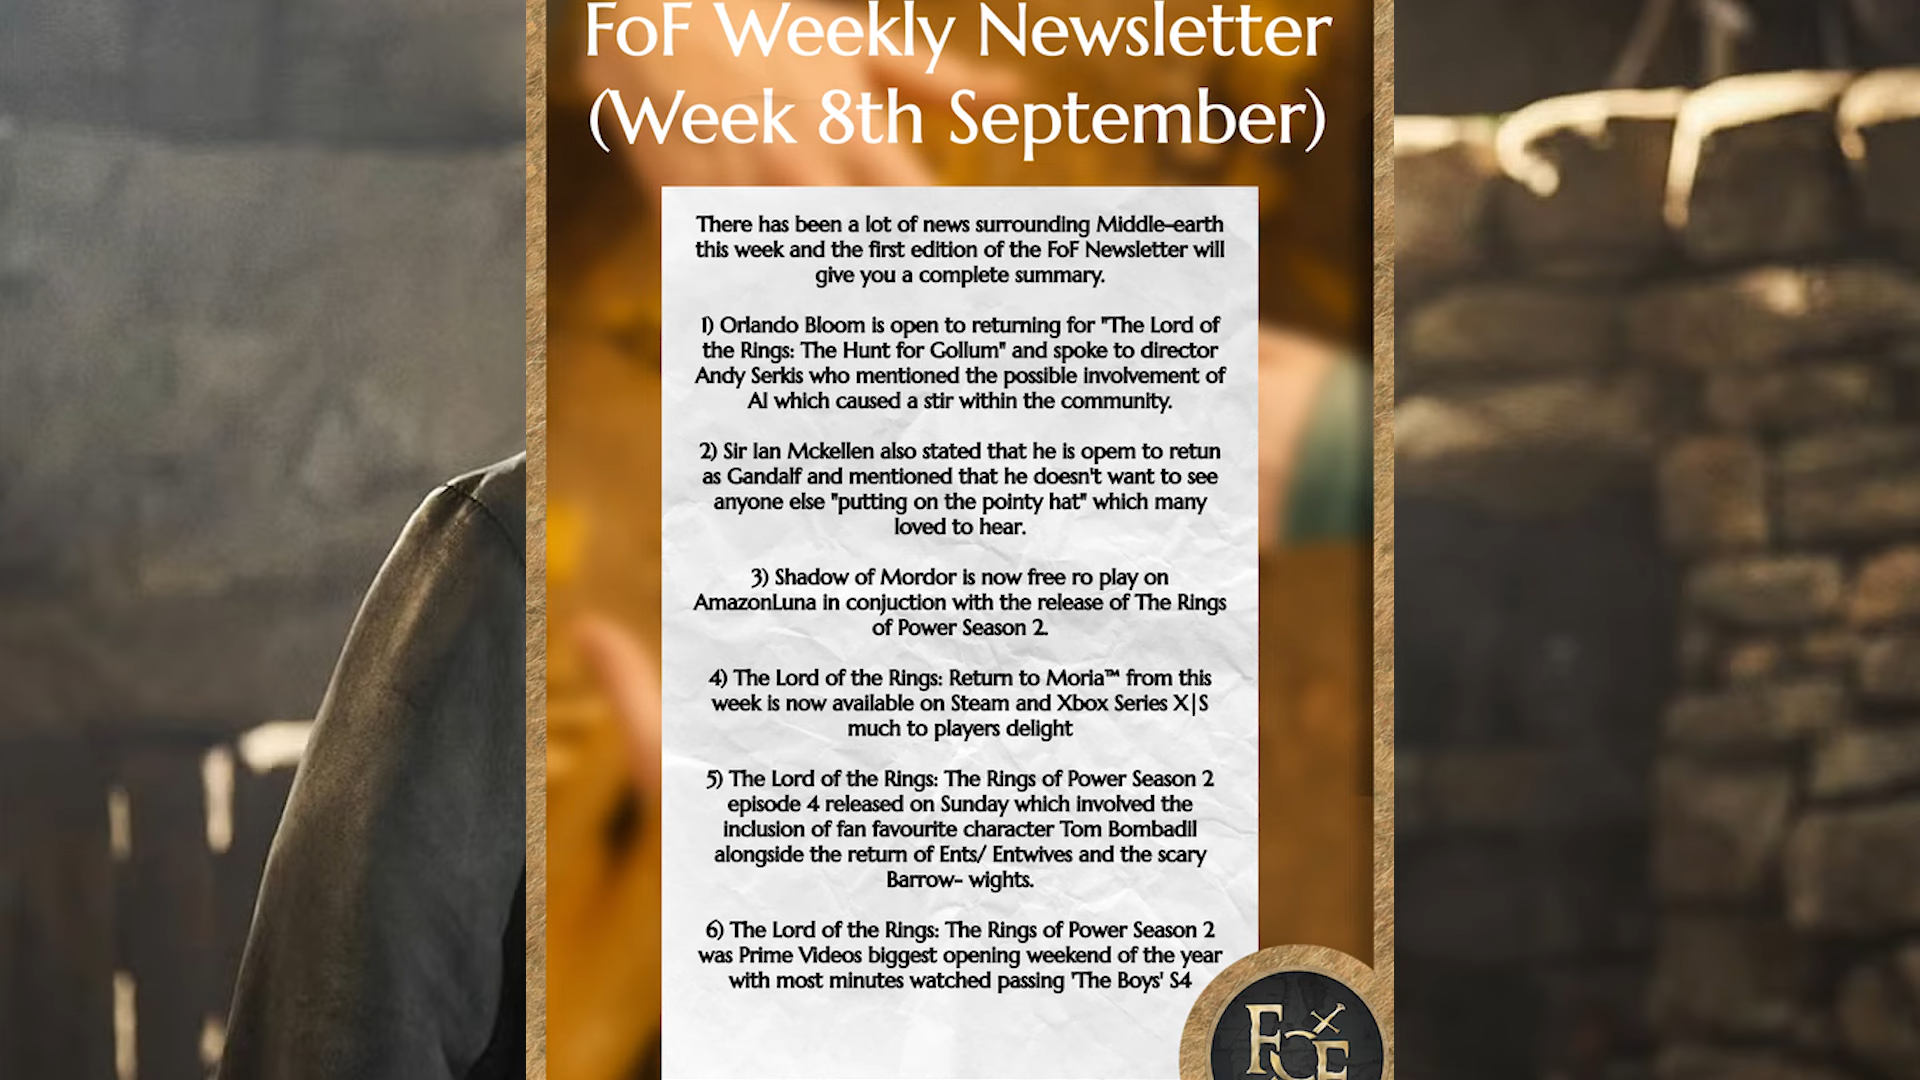 FoF Weekly Newsletter
(Week 8th September)
There has been a lot of news surrounding Middle-earth
this week and the first edition of the FoF Newsletter will
give you a complete summary.
1) Orlando Bloom is open to returning for "The Lord of
the Rings: The Hunt for Gollum" and spoke to director
Andy Serkis who mentioned the possible involvement of
AI which caused a stir within the community.
2) Sir Ian Mckellen also stated that he is opem to retun
as Gandalf and mentioned that he doesn't want to see
anyone else "putting on the pointy hat" which many
loved to hear.
3) Shadow of Mordor is now free ro play on
AmazonLuna in conjuction with the release of The Rings
of Power Season 2.
4) The Lord of the Rings: Return to Moria™ from this
week is now available on Steam and Xbox Series X|S
much to players delight
5) The Lord of the Rings: The Rings of Power Season 2
episode 4 released on Sunday which involved the
inclusion of fan favourite character Tom Bombadil
alongside the return of Ents/ Entwives and the scary
Barrow- wights.
6) The Lord of the Rings: The Rings of Power Season 2
was Prime Videos biggest opening weekend of the year
with most minutes watched passing 'The Boys' S4
FOF